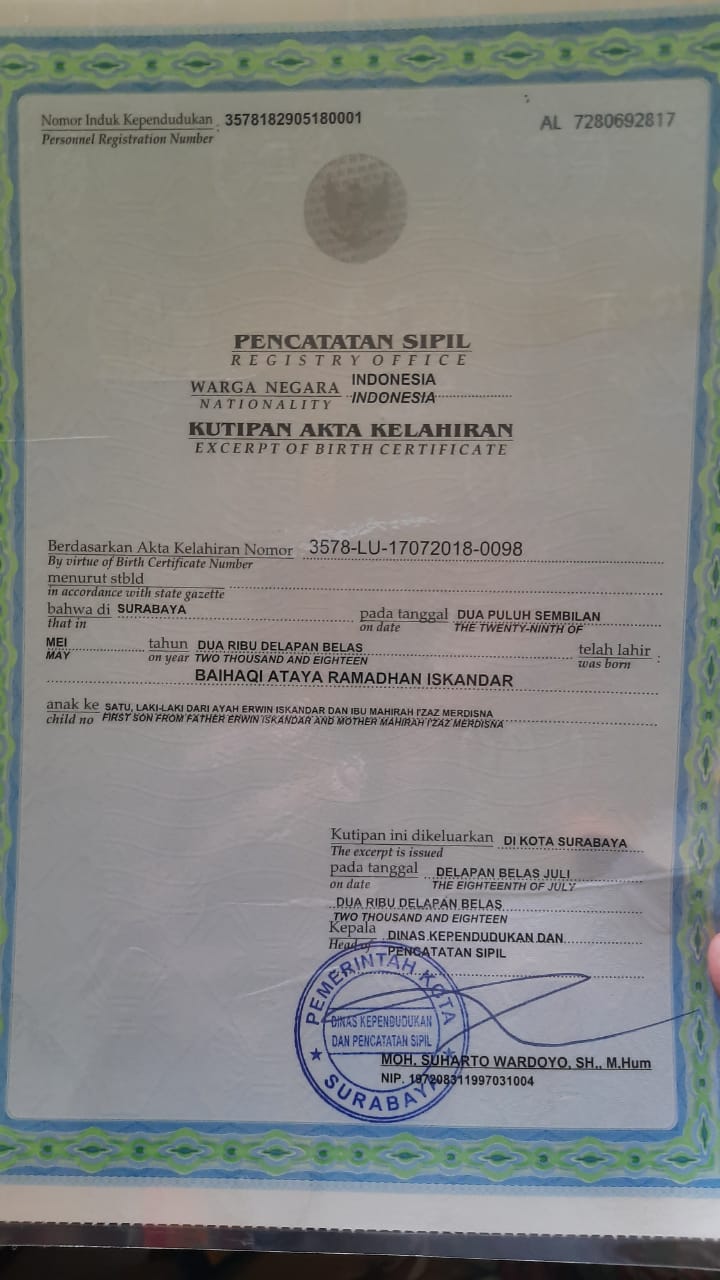 Nomor Induk Kependudukan : 3578182905180001
Personnel Registration Number
AL 7280692817
PENCATATAN SIPIL
REGISTRY OFFICE
WARGA NEGARA INDONESIA
NATIONALITY INDONESIA
KUTIPAN AKTA KELAHIRAN
EXCERPT OF BIRTH CERTIFICATE
Berdasarkan Akta Kelahiran Nomor 3578-LU-17072018-0098
By virtue of Birth Certificate Number
menurut stbld
in accordance with state gazette
bahwa di SURABAYA pada tanggal DUA PULUH SEMBILAN
that in on date THE TWENTY-NINTH OF
MEI tahun DUA RIBU DELAPAN BELAS telah lahir :
MAY on year TWO THOUSAND AND EIGHTEEN was born
BAIHAQI ATAYA RAMADHAN ISKANDAR
anak ke SATU, LAKI-LAKI DARI AYAH ERWIN ISKANDAR DAN IBU MAHIRAH I'ZAZ MERDISNA
child no FIRST SON FROM FATHER ERWIN ISKANDAR AND MOTHER MAHIRAH I'ZAZ MERDISNA
Kutipan ini dikeluarkan DI KOTA SURABAYA
The excerpt is issued
pada tanggal DELAPAN BELAS JULI
on date THE EIGHTEENTH OF JULY
DUA RIBU DELAPAN BELAS
TWO THOUSAND AND EIGHTEEN
Kepala DINAS KEPENDUDUKAN DAN
Head of PENCATATAN SIPIL
PEMERINTAH KOTA
DINAS KEPENDUDUKAN
DAN PENCATATAN SIPIL
SURABAYA
MOH. SUHARTO WARDOYO, SH., M.Hum
NIP. 197208311997031004